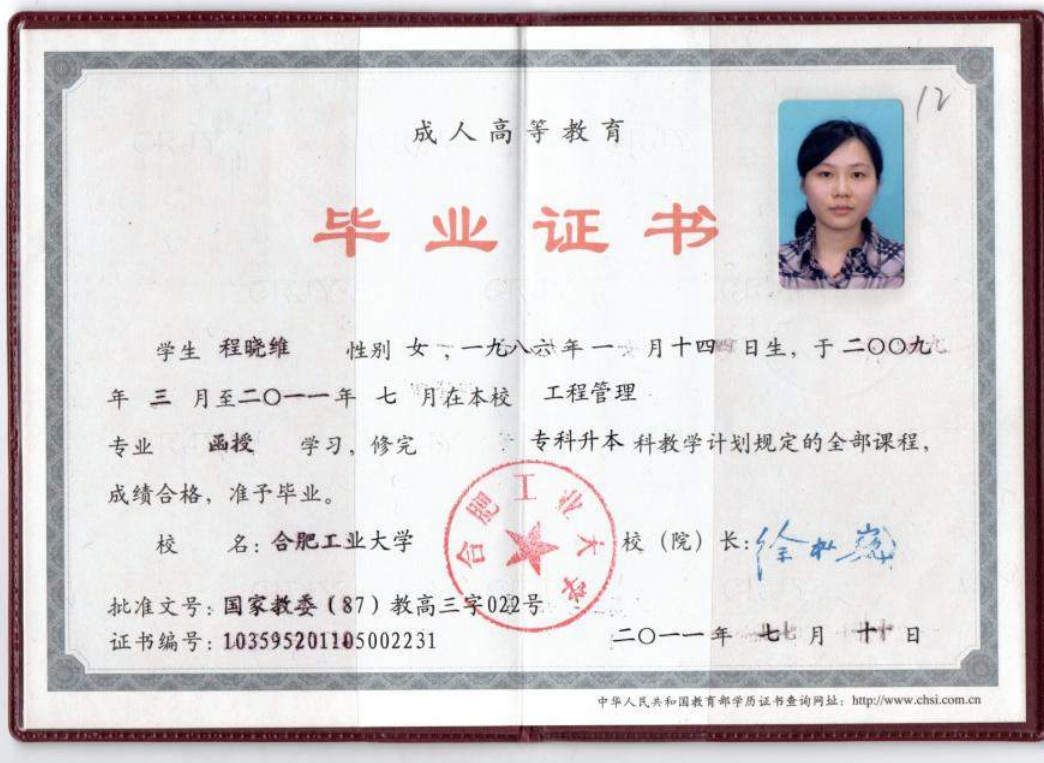 12
成人高等教育
毕业证书
学生 程晓维 性别 女，一九八六年一月十四日生，于二〇〇九
年 三 月至二〇一一年 七 月在本校 工程管理
专业 函授 学习，修完 专科升本 科教学计划规定的全部课程，
成绩合格，准予毕业。
校 名：合肥工业大学 校（院）长：
合肥工业大学
批准文号：国家教委（87）教高三字022号
证书编号：103595201105002231 二〇一一年 七 月 十 日
中华人民共和国教育部学历证书查询网址：http://www.chsi.com.cn